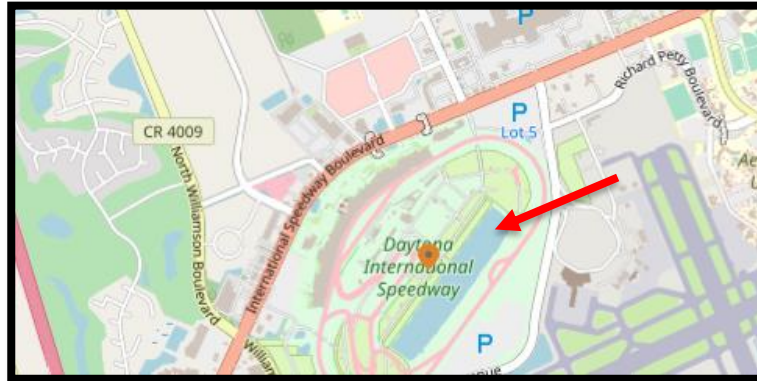 P
Richard Petty Boulevard
P
Lot 5
CR 4009
North Williamson Boulevard
International Speedway Boulevard
Daytona
International
Speedway
P